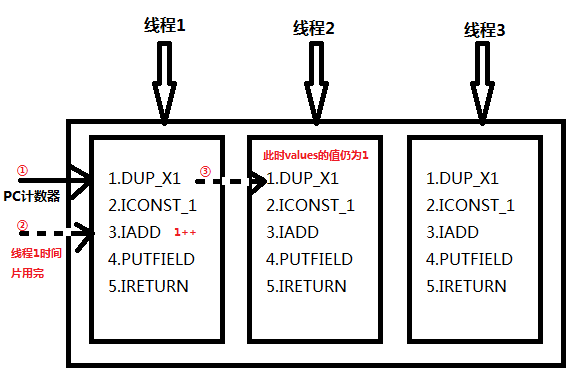 线程1
线程2
线程3
①
PC计数器
②
线程1时间
片用完
1.DUP_X1
2.ICONST_1
3.IADD 1++
4.PUTFIELD
5.IRETURN
③
此时values的值仍为1
1.DUP_X1
2.ICONST_1
3.IADD
4.PUTFIELD
5.IRETURN
1.DUP_X1
2.ICONST_1
3.IADD
4.PUTFIELD
5.IRETURN